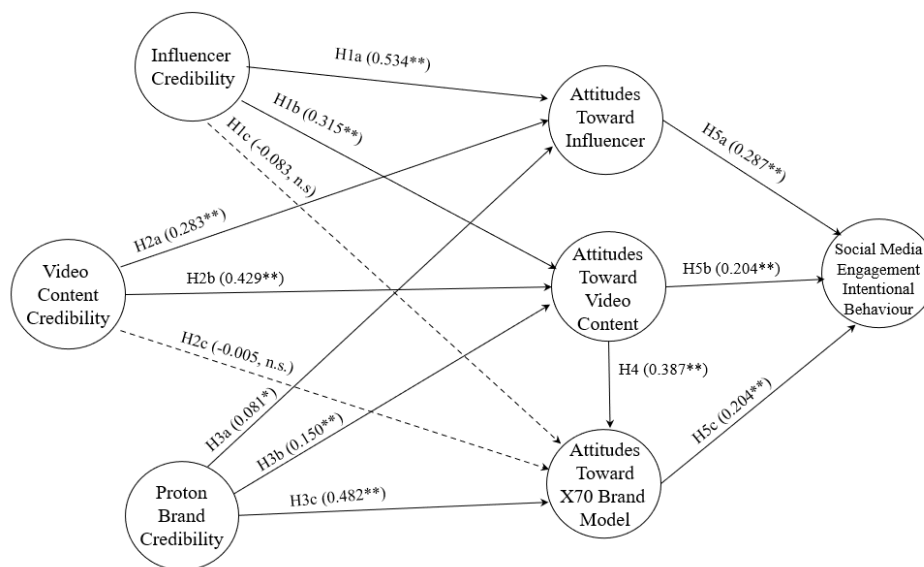 Influencer
Credibility
H1a (0.534**)
H1b (0.315**)
H1c (-0.083, n.s)
Attitudes
Toward
Influencer
H5a (0.287**)
H2a (0.283**)
Video
Content
Credibility
H2b (0.429**)
H2c (-0.005, n.s.)
Attitudes
Toward
Video
Content
H5b (0.204**)
Social Media
Engagement
Intentional
Behaviour
H4 (0.387**)
H3a (0.081*)
H3b (0.150**)
H3c (0.482**)
Proton
Brand
Credibility
Attitudes
Toward
X70 Brand
Model
H5c (0.204**)